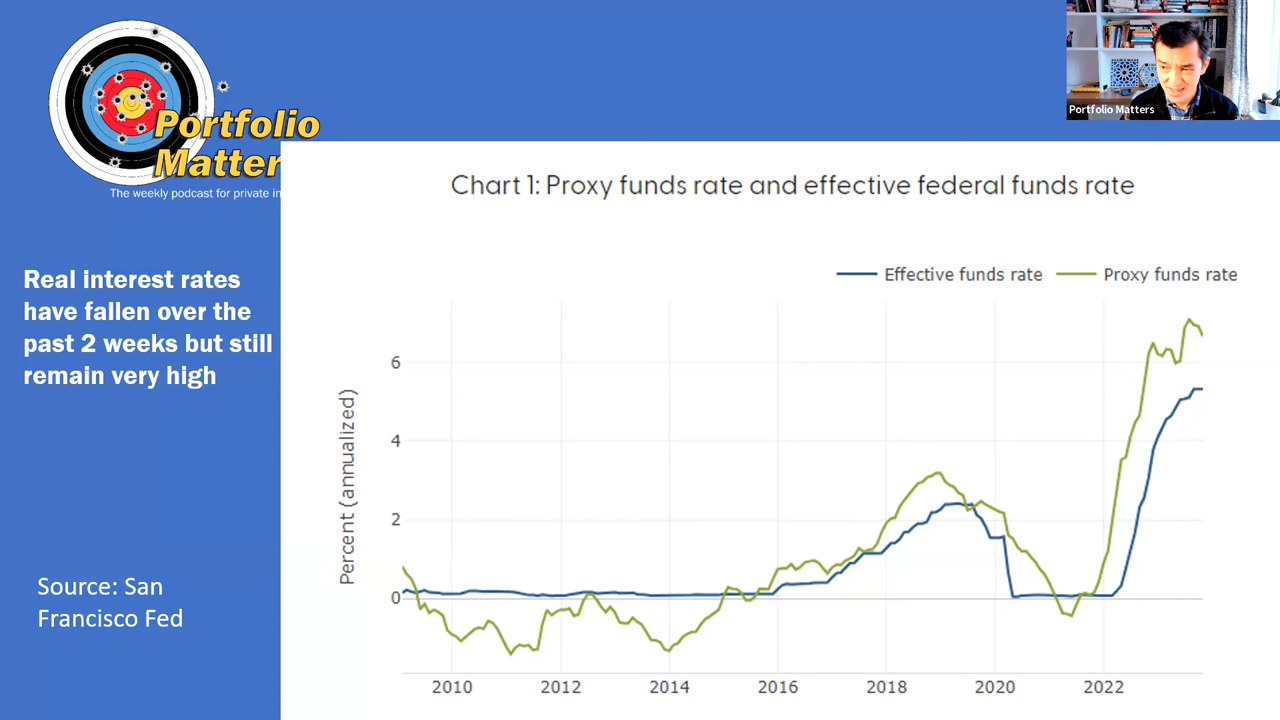 Portfolio
Matter
The weekly podcast for private in
Portfolio Matters
Real interest rates
have fallen over the
past 2 weeks but still
remain very high
Source: San
Francisco Fed
Chart 1: Proxy funds rate and effective federal funds rate
Effective funds rate
Proxy funds rate
Percent (annualized)
6
4
2
0
2010
2012
2014
2016
2018
2020
2022